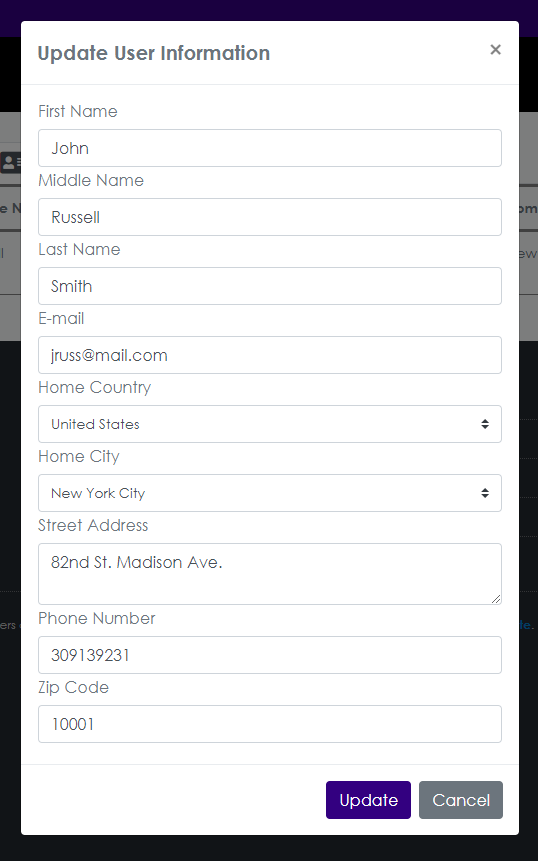 Update User Information
×
First Name
John
Middle Name
Russell
Last Name
Smith
E-mail
jruss@mail.com
Home Country
United States
Home City
New York City
Street Address
82nd St. Madison Ave.
Phone Number
309139231
Zip Code
10001
Update Cancel